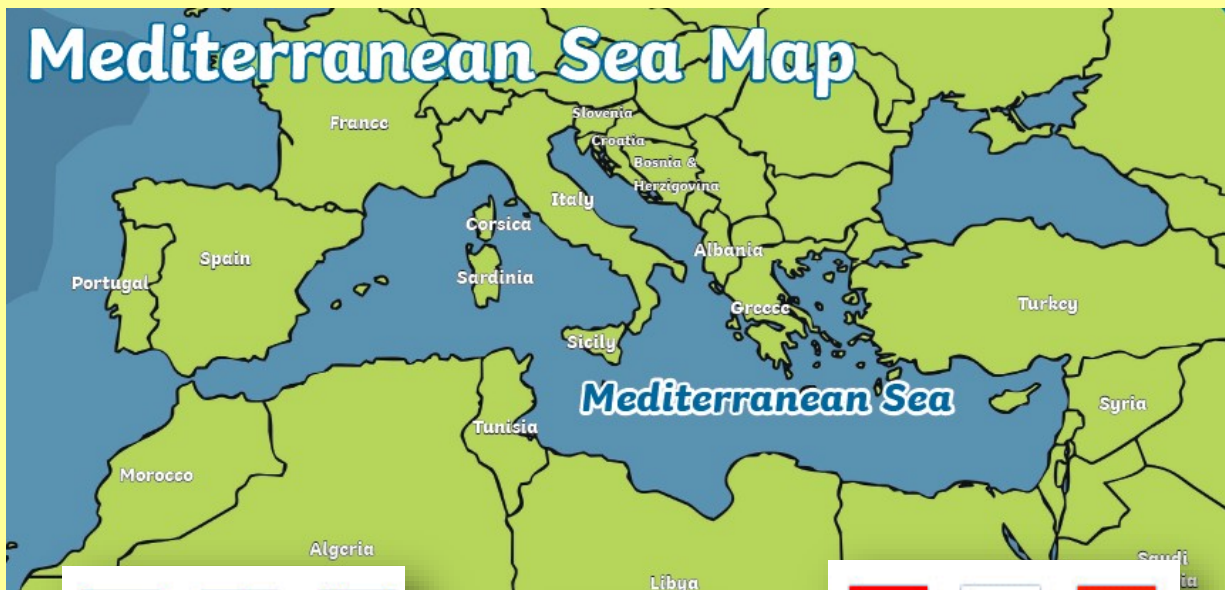 Mediterranean Sea Map
France
Slovenia
Croatia
Bosnia &
Herzigovina
Italy
Corsica
Albania
Spain
Portugal
Sardinia
Greece
Turkey
Sicily
Mediterranean Sea
Syria
Tunisia
Morocco
Algeria
Saudi
Libya